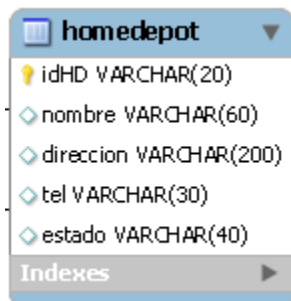 homedepot
idHD VARCHAR(20)
nombre VARCHAR(60)
direccion VARCHAR(200)
tel VARCHAR(30)
estado VARCHAR(40)
Indexes